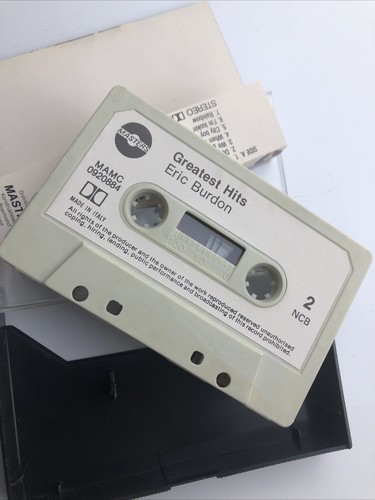 MASTERS
MAMC
0920884
MADE IN ITALY
Greatest Hits
Eric Burdon
2
NCB
All rights of the producer and the owner of the work reproduced reserved unauthorised
coping, hiring, lending, public performance and broadcasting of this record prohibited.
STEREO
SIDE A.